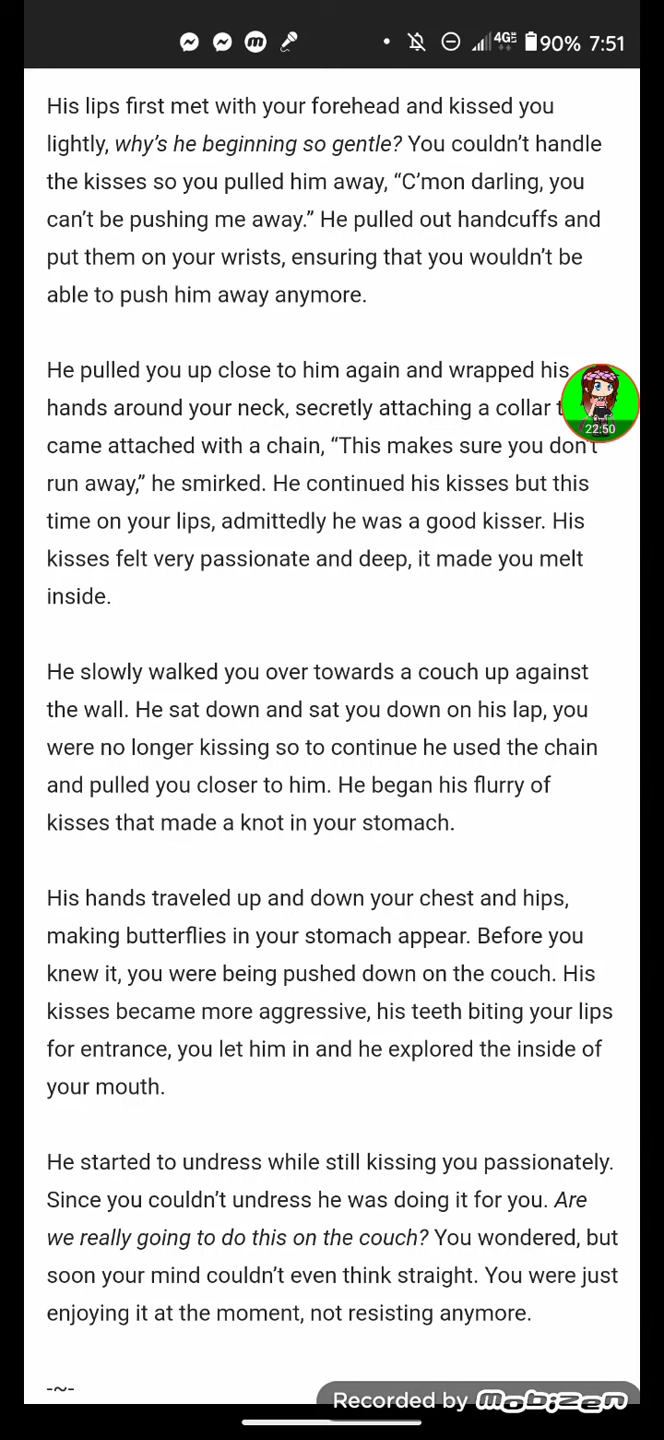 4G
90% 7:51
His lips first met with your forehead and kissed you
lightly, why’s he beginning so gentle? You couldn’t handle
the kisses so you pulled him away, “C’mon darling, you
can’t be pushing me away.” He pulled out handcuffs and
put them on your wrists, ensuring that you wouldn’t be
able to push him away anymore.
He pulled you up close to him again and wrapped his
hands around your neck, secretly attaching a collar
came attached with a chain, “This makes sure you don’t
22:50
run away,” he smirked. He continued his kisses but this
time on your lips, admittedly he was a good kisser. His
kisses felt very passionate and deep, it made you melt
inside.
He slowly walked you over towards a couch up against
the wall. He sat down and sat you down on his lap, you
were no longer kissing so to continue he used the chain
and pulled you closer to him. He began his flurry of
kisses that made a knot in your stomach.
His hands traveled up and down your chest and hips,
making butterflies in your stomach appear. Before you
knew it, you were being pushed down on the couch. His
kisses became more aggressive, his teeth biting your lips
for entrance, you let him in and he explored the inside of
your mouth.
He started to undress while still kissing you passionately.
Since you couldn’t undress he was doing it for you. Are
we really going to do this on the couch? You wondered, but
soon your mind couldn’t even think straight. You were just
enjoying it at the moment, not resisting anymore.
-~-
Recorded by mobizen